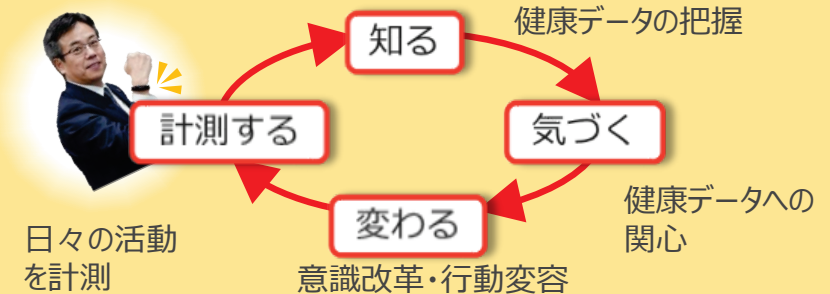 知る
健康データの把握
計測する
気づく
変わる
健康データへの
関心
日々の活動
を計測
意識改革・行動変容